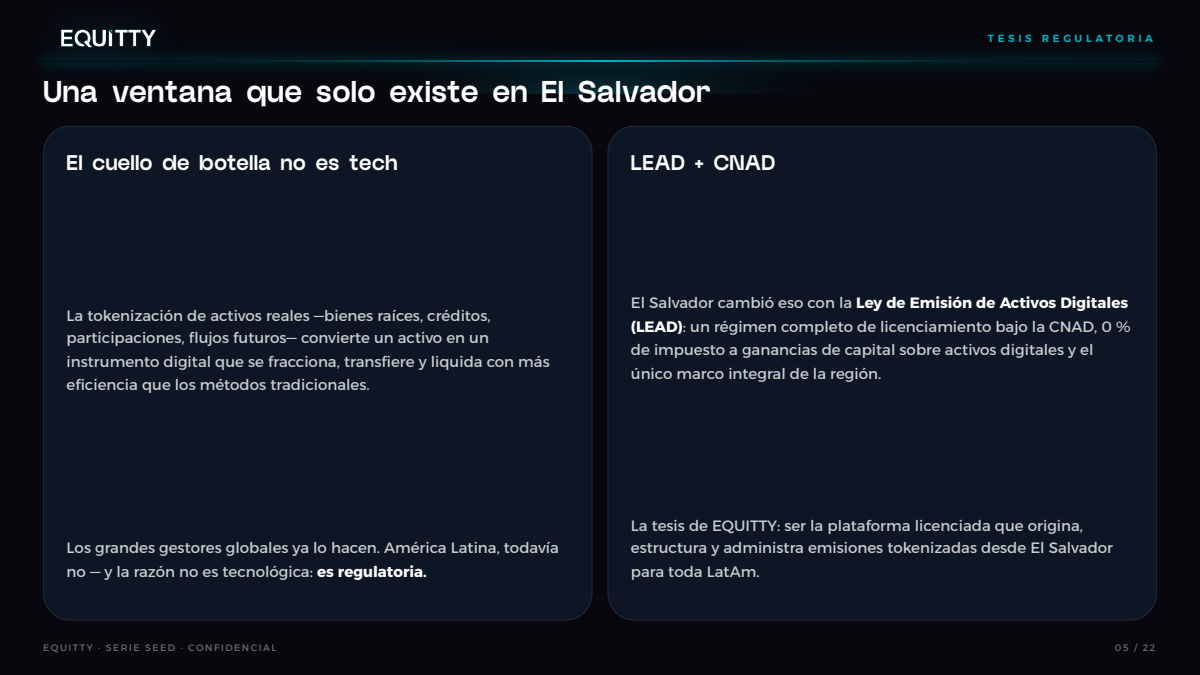 EQUITTY
TESIS REGULATORIA
Una ventana que solo existe en El Salvador
El cuello de botella no es tech
La tokenización de activos reales —bienes raíces, créditos,
participaciones, flujos futuros— convierte un activo en un
instrumento digital que se fracciona, transfiere y liquida con más
eficiencia que los métodos tradicionales.
Los grandes gestores globales ya lo hacen. América Latina, todavía
no — y la razón no es tecnológica: es regulatoria.
LEAD + CNAD
El Salvador cambió eso con la Ley de Emisión de Activos Digitales
(LEAD): un régimen completo de licenciamiento bajo la CNAD, 0 %
de impuesto a ganancias de capital sobre activos digitales y el
único marco integral de la región.
La tesis de EQUITTY: ser la plataforma licenciada que origina,
estructura y administra emisiones tokenizadas desde El Salvador
para toda LatAm.
EQUITTY · SERIE SEED · CONFIDENCIAL
05 / 22